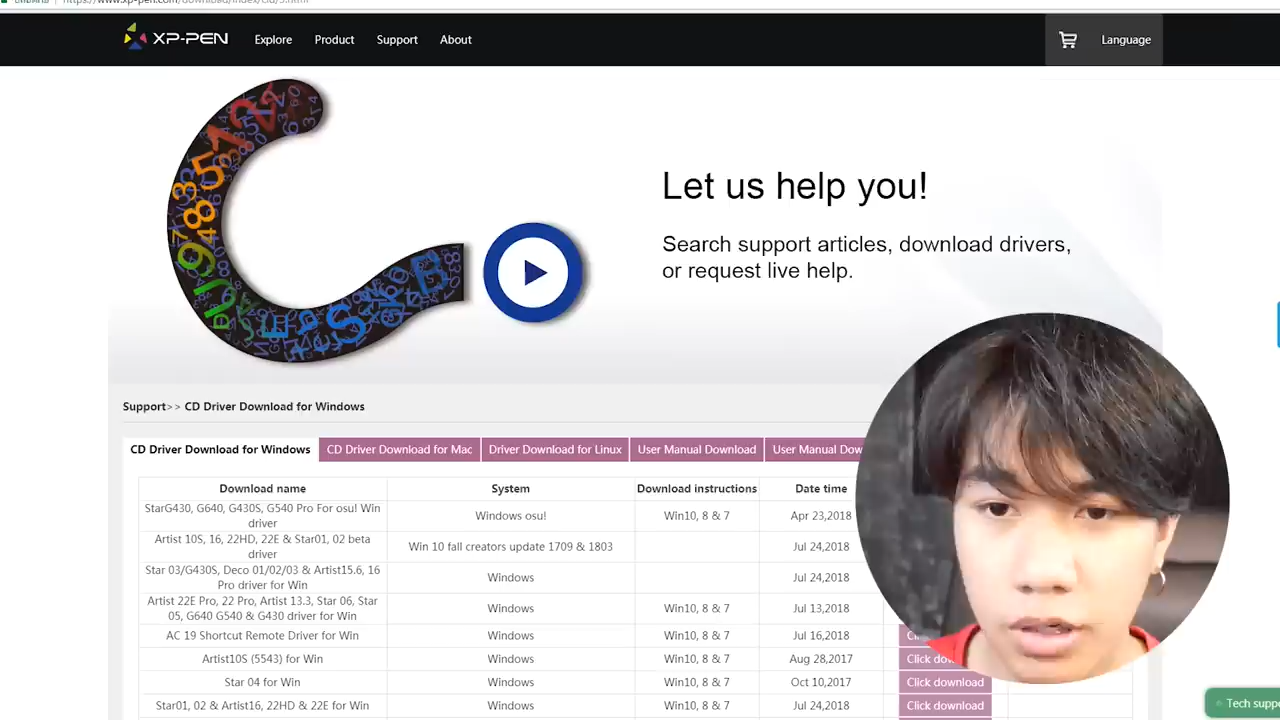 XP-PEN Explore Product Support About Language
Let us help you!
Search support articles, download drivers,
or request live help.
Support>> CD Driver Download for Windows
CD Driver Download for Windows CD Driver Download for Mac Driver Download for Linux User Manual Download User Manual
Download name System Download instructions Date time
StarG430, G640, G430S, G540 Pro For osu! Win
driver
Windows osu! Win10, 8 & 7 Apr 23,2018
Artist 10S, 16, 22HD, 22E & Star01, 02 beta
driver
Win 10 fall creators update 1709 & 1803 Jul 24,2018
Star 03/G430S, Deco 01/02/03 & Artist15.6, 16
Pro driver for Win
Windows Jul 24,2018
Artist 22E Pro, 22 Pro, Artist 13.3, Star 06, Star
05, G640 G540 & G430 driver for Win
Windows Win10, 8 & 7 Jul 13,2018
AC 19 Shortcut Remote Driver for Win Windows Win10, 8 & 7 Jul 16,2018
Artist10S (5543) for Win Windows Win10, 8 & 7 Aug 28,2017 Click
Star 04 for Win Windows Win10, 8 & 7 Oct 10,2017 Click download
Star01, 02 & Artist16, 22HD & 22E for Win Windows Win10, 8 & 7 Jul 24,2018 Click download
Tech